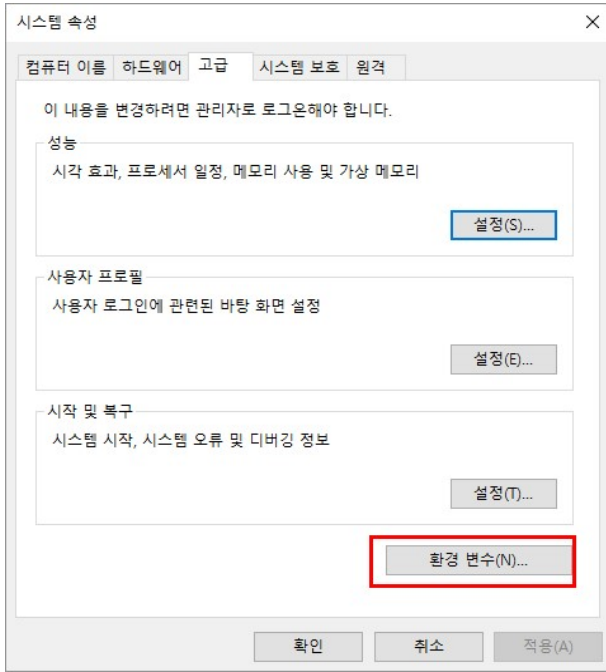 시스템 속성
컴퓨터 이름 하드웨어 고급 시스템 보호 원격
이 내용을 변경하려면 관리자로 로그온해야 합니다.
성능
시각 효과, 프로세서 일정, 메모리 사용 및 가상 메모리
설정(S)...
사용자 프로필
사용자 로그인에 관련된 바탕 화면 설정
설정(E)...
시작 및 복구
시스템 시작, 시스템 오류 및 디버깅 정보
설정(T)...
환경 변수(N)...
확인 취소 적용(A)